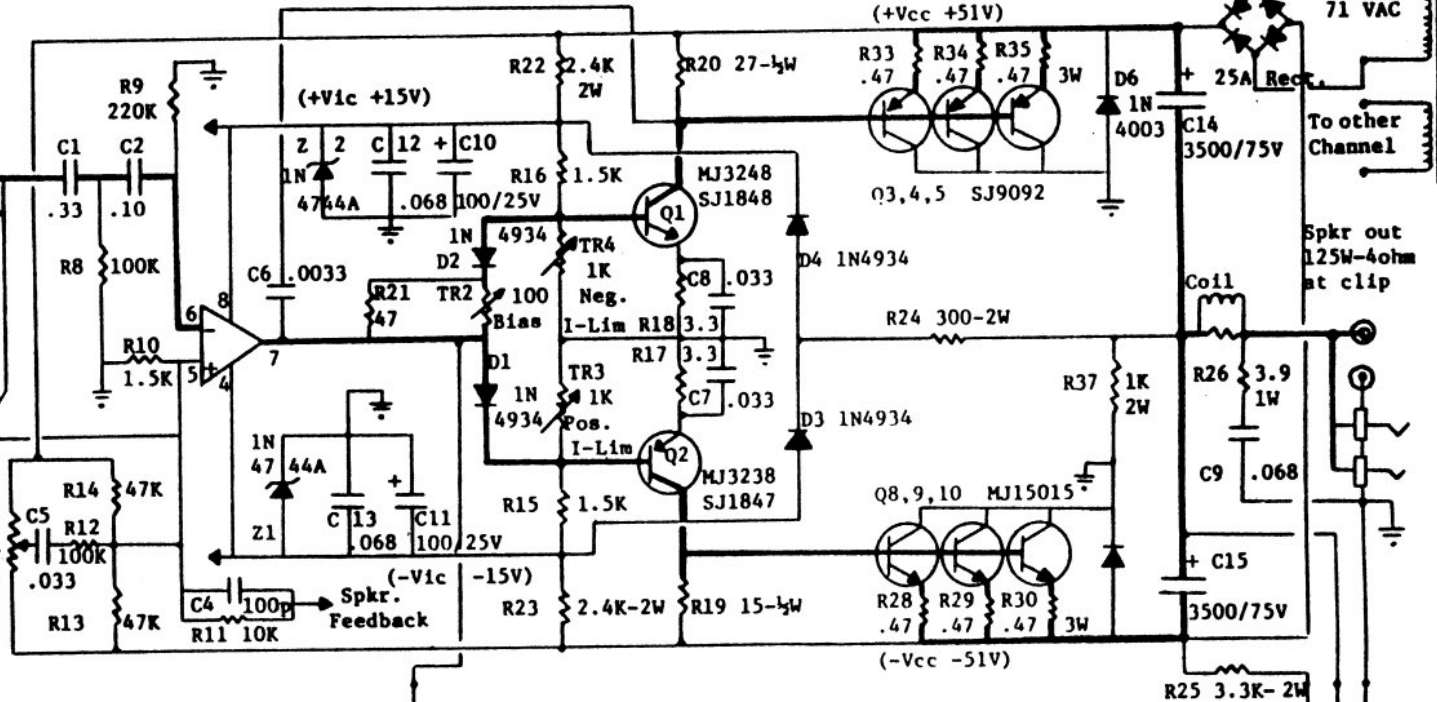 (+Vcc +51V)
71 VAC
R9
220K
(+Vic +15V)
R22
2.4K
2W
R20 27-½W
R33
.47
R34
.47
R35
.47
3W
D6
1N
4003
+
25A Rect.
C14
3500/75V
To other
Channel
C1
.33
C2
.10
Z 2
1N
4744A
C 12
.068
+
C10
100/25V
R16
1.5K
MJ3248
SJ1848
Q1
Q3,4,5 SJ9092
R8
100K
C6
.0033
1N
4934
D2
TR4
1K
Neg.
I-Lim
C8
.033
D4 1N4934
Spkr out
125W-4ohm
at clip
Coil
R21
47
TR2
100
Bias
R18
3.3
R24 300-2W
6
-
8
7
5
+
4
R10
1.5K
D1
1N
4934
TR3
1K
Pos.
I-Lim
R17
3.3
C7
.033
R37
1K
2W
R26
3.9
1W
D3 1N4934
1N
47 44A
Z1
C 13
.068
+
C11
100/25V
Q2
MJ3238
SJ1847
R15
1.5K
Q8,9,10 MJ15015
C9
.068
R14
47K
C5
.033
R12
100K
R13
47K
(-Vic -15V)
C4
100p
R11 10K
Spkr.
Feedback
R23
2.4K-2W
R19 15-½W
R28
.47
R29
.47
R30
.47
3W
+ C15
3500/75V
(-Vcc -51V)
R25 3.3K-2W